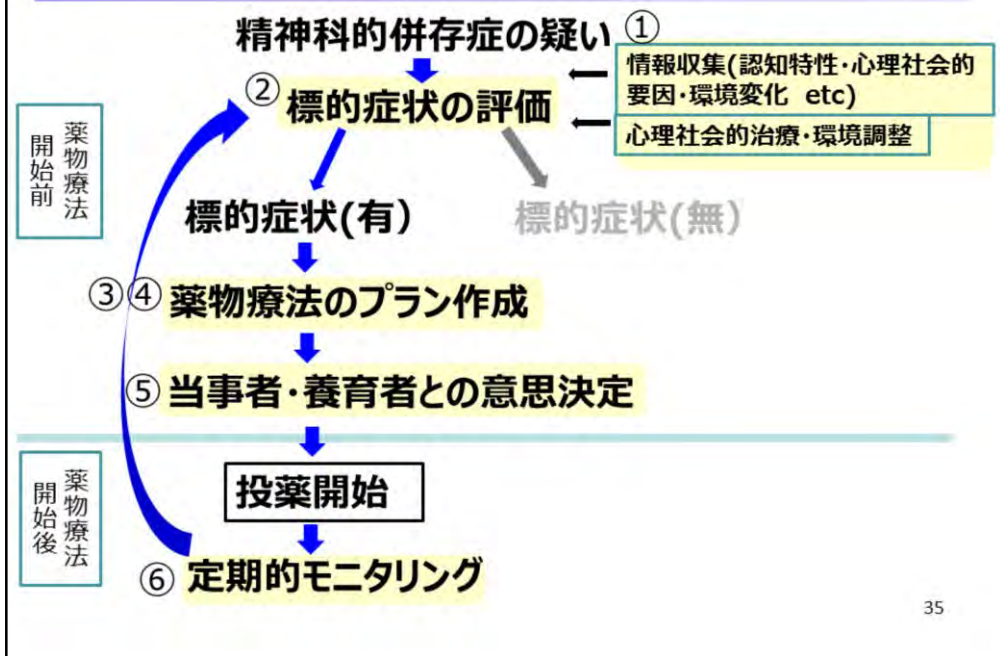 精神科的併存症の疑い
①
情報収集(認知特性・心理社会的
要因・環境変化 etc)
②
標的症状の評価
心理社会的治療・環境調整
薬物療法
開始前
標的症状(有)
標的症状(無)
③④
薬物療法のプラン作成
⑤
当事者・養育者との意思決定
薬物療法
開始後
投薬開始
⑥
定期的モニタリング
35